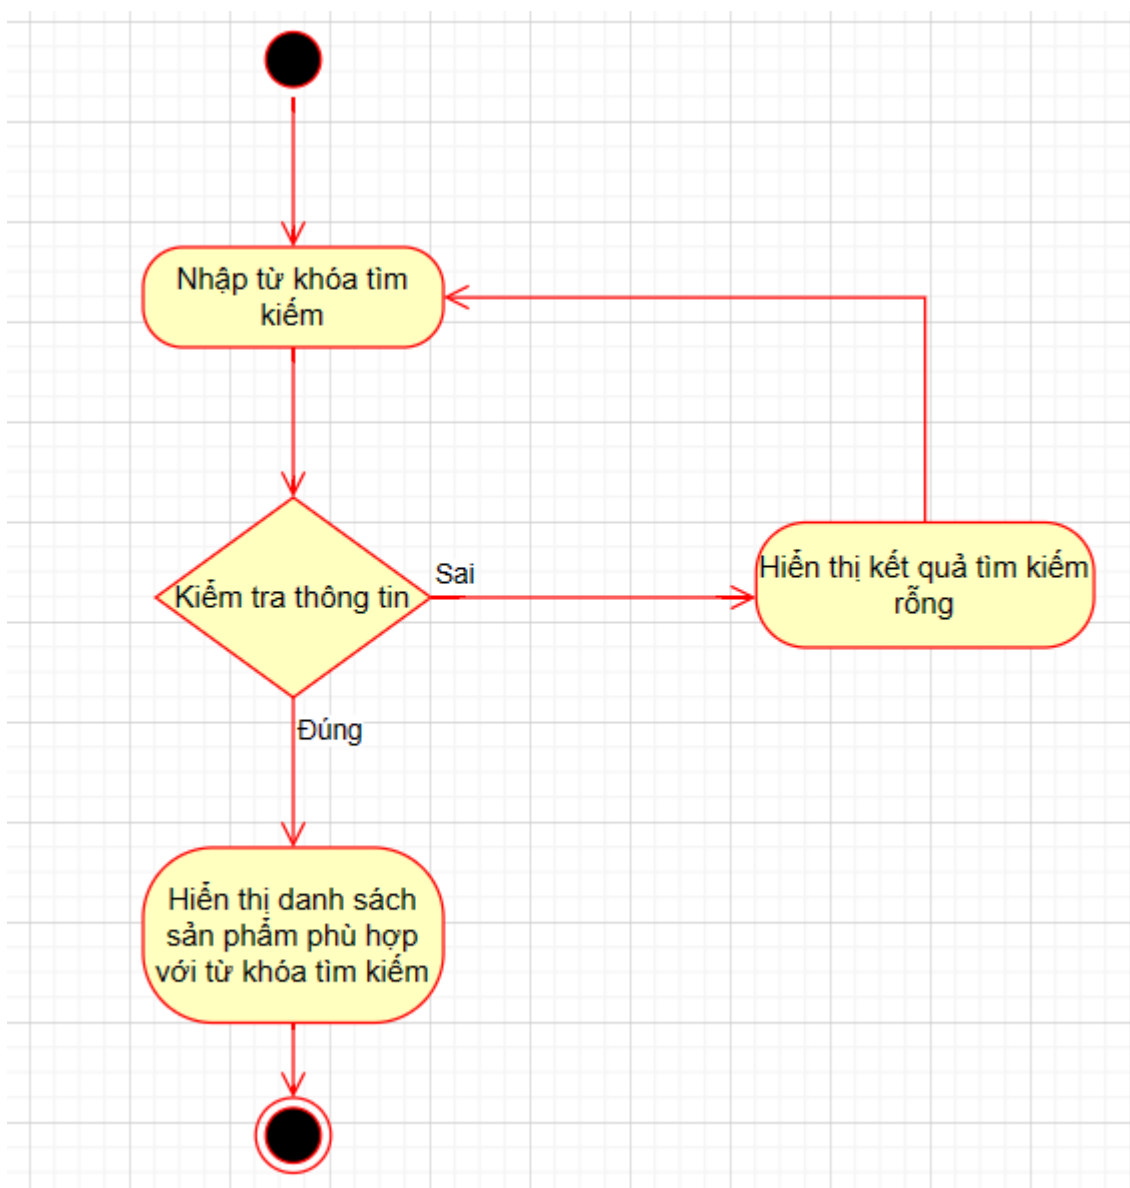 Nhập từ khóa tìm
kiếm
Kiểm tra thông tin
Sai
Hiển thị kết quả tìm kiếm
rỗng
Đúng
Hiển thị danh sách
sản phẩm phù hợp
với từ khóa tìm kiếm